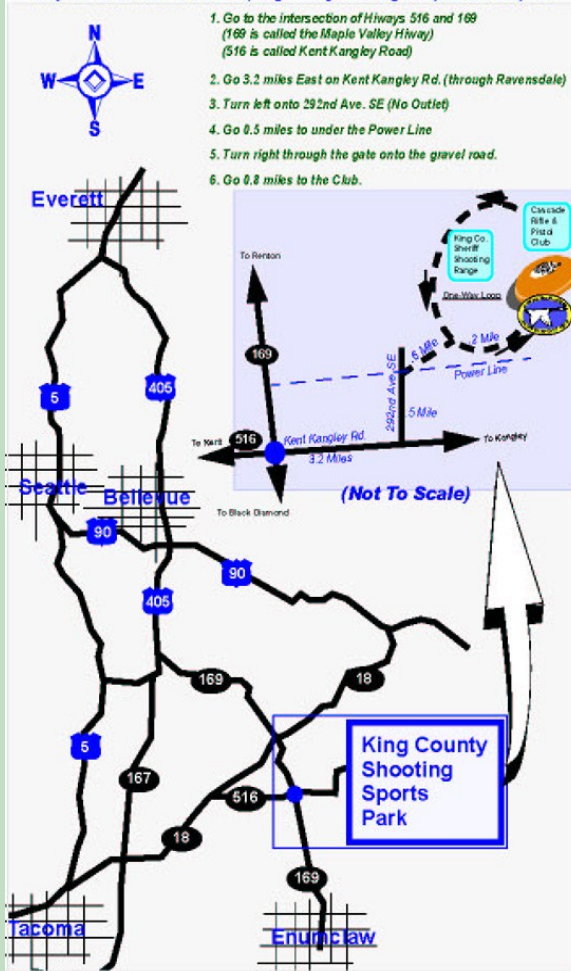 1. Go to the intersection of Hiways 516 and 169
(169 is called the Maple Valley Hiway)
(516 is called Kent Kangley Road)
2. Go 3.2 miles East on Kent Kangley Rd. (through Ravensdale)
3. Turn left onto 292nd Ave. SE (No Outlet)
4. Go 0.5 miles to under the Power Line
5. Turn right through the gate onto the gravel road.
6. Go 0.8 miles to the Club.
N
W
E
S
Everett
5
405
Seattle
Bellevue
90
90
405
169
18
5
167
516
18
169
Tacoma
Enumclaw
King County
Shooting
Sports
Park
Cascade
Rifle &
Pistol
Club
King Co.
Sheriff
Shooting
Range
One-Way Loop
To Renton
169
.6 Mile
.2 Mile
Power Line
292nd Ave. SE
.5 Mile
To Kent
516
Kent Kangley Rd.
3.2 Miles
To Kangley
To Black Diamond
(Not To Scale)